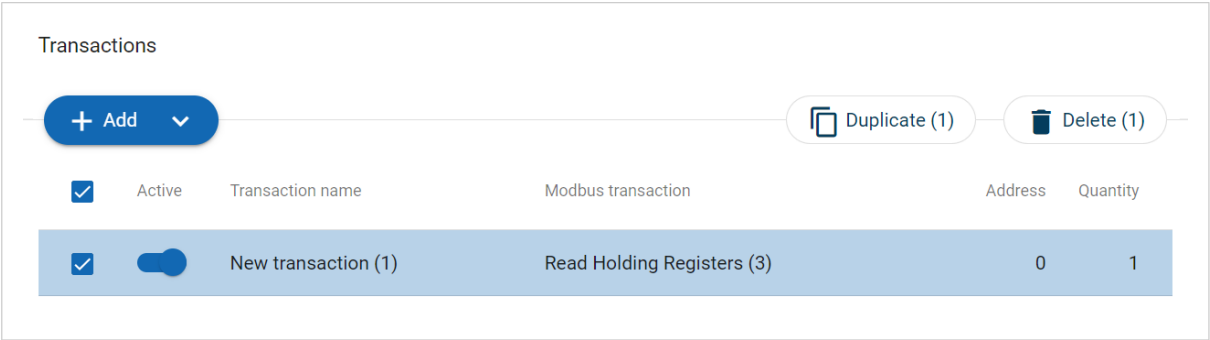 Transactions
Add
Duplicate (1)
Delete (1)
Active Transaction name Modbus transaction Address Quantity
New transaction (1) Read Holding Registers (3) 0 1